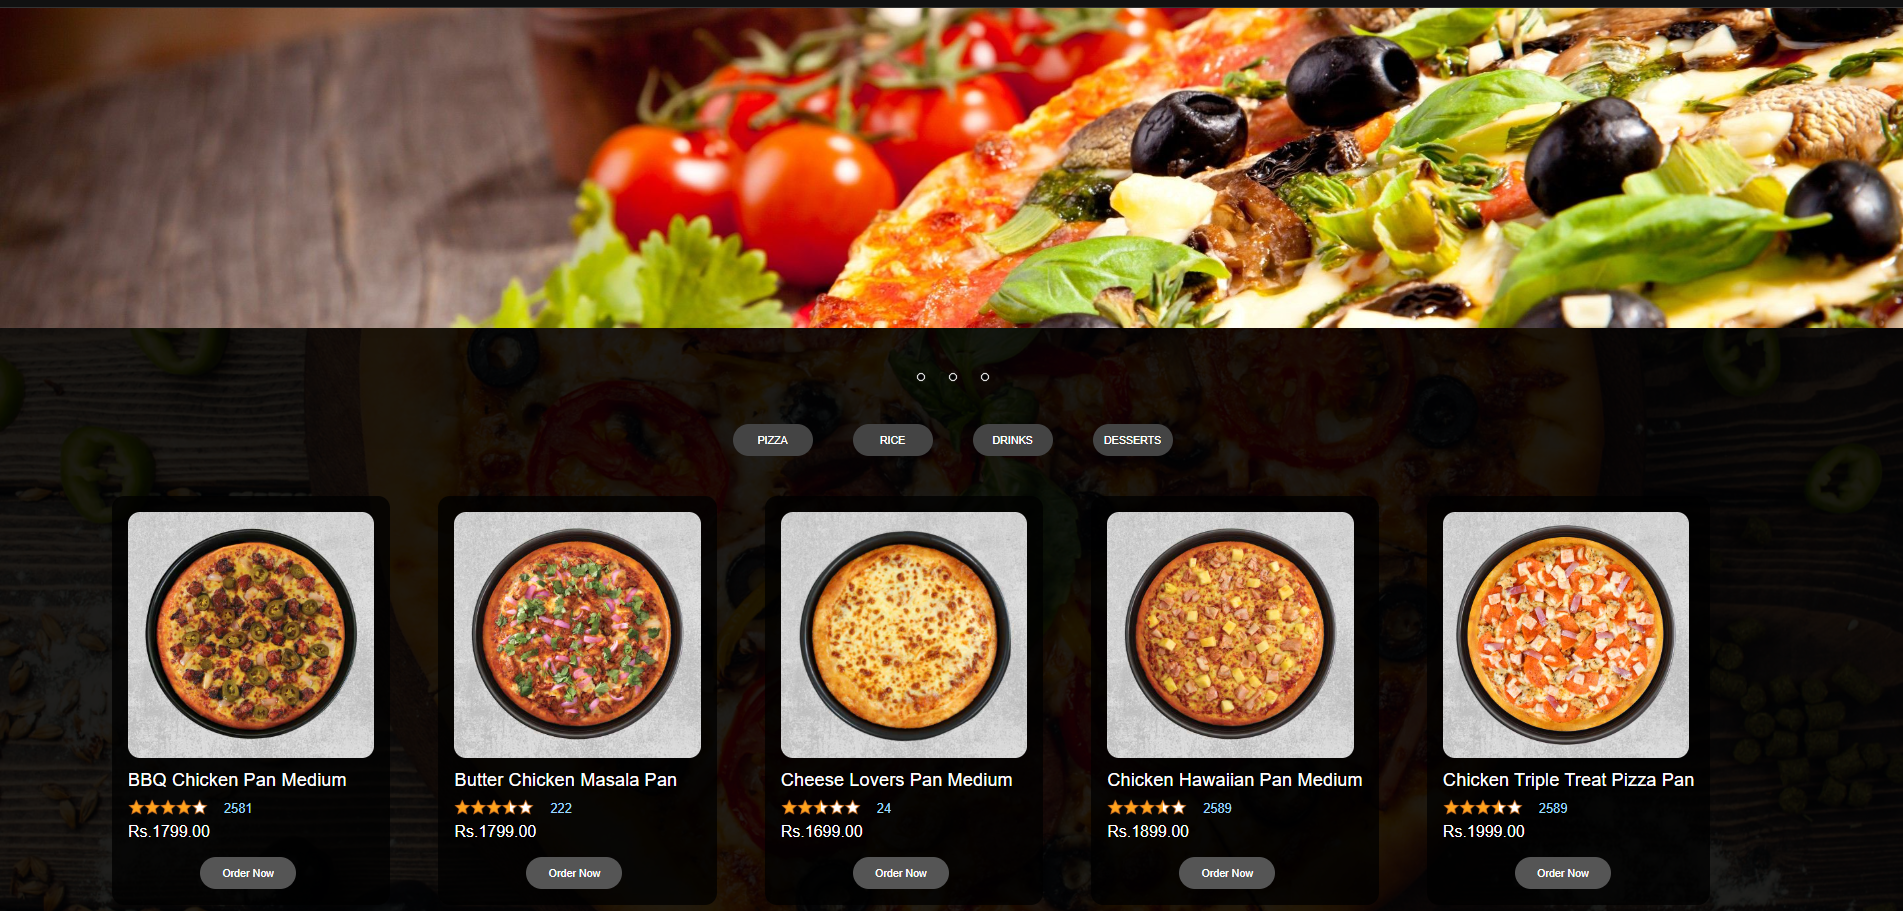 PIZZA RICE DRINKS DESSERTS
BBQ Chicken Pan Medium
2581
Rs.1799.00
Order Now
Butter Chicken Masala Pan
222
Rs.1799.00
Order Now
Cheese Lovers Pan Medium
24
Rs.1699.00
Order Now
Chicken Hawaiian Pan Medium
2589
Rs.1899.00
Order Now
Chicken Triple Treat Pizza Pan
2589
Rs.1999.00
Order Now